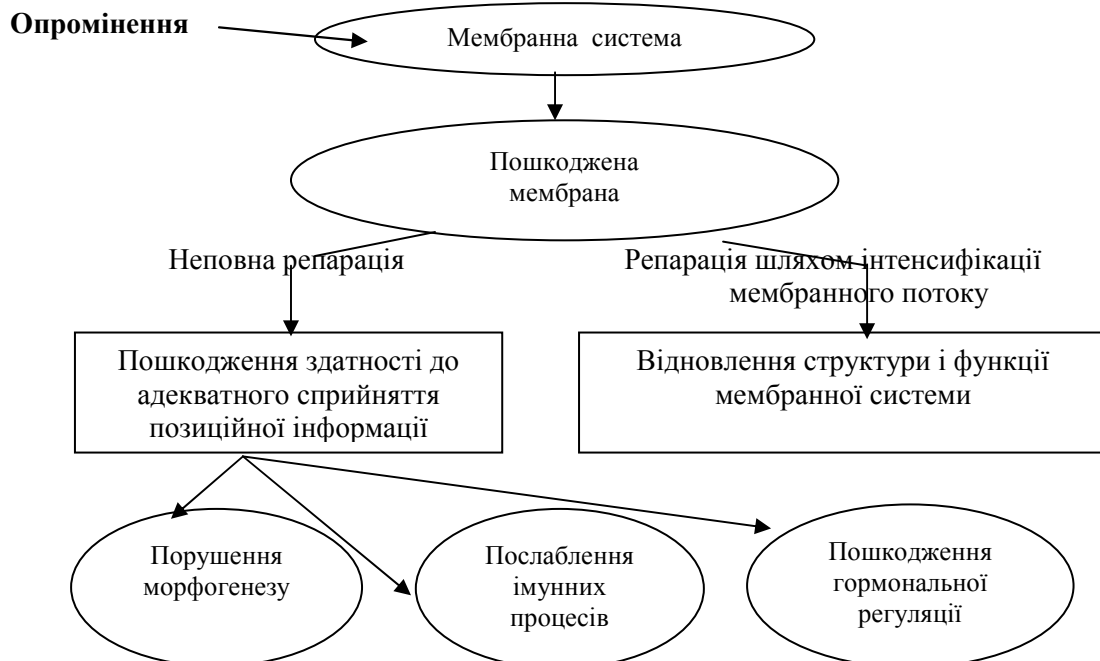 Опромінення
Мембранна система
Пошкоджена
мембрана
Неповна репарація
Репарація шляхом інтенсифікації
мембранного потоку
Пошкодження здатності до
адекватного сприйняття
позиційної інформації
Відновлення структури і функції
мембранної системи
Порушення
морфогенезу
Послаблення
імунних
процесів
Пошкодження
гормональної
регуляції